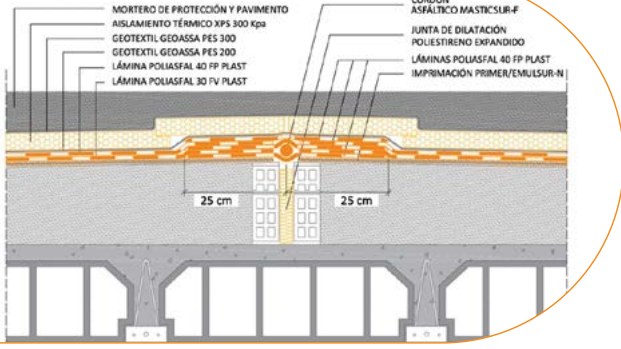 MORTERO DE PROTECCIÓN Y PAVIMENTO
AISLAMIENTO TÉRMICO XPS 300 Kpa
GEOTEXTIL GEOASSA PES 300
GEOTEXTIL GEOASSA PES 200
LÁMINA POLIASFAL 40 FP PLAST
LÁMINA POLIASFAL 30 FV PLAST
CORDÓN
ASFÁLTICO MASTICSUR-F
JUNTA DE DILATACIÓN
POLIESTIRENO EXPANDIDO
LÁMINAS POLIASFAL 40 FP PLAST
IMPRIMACIÓN PRIMER/EMULSUR-N
25 cm
25 cm